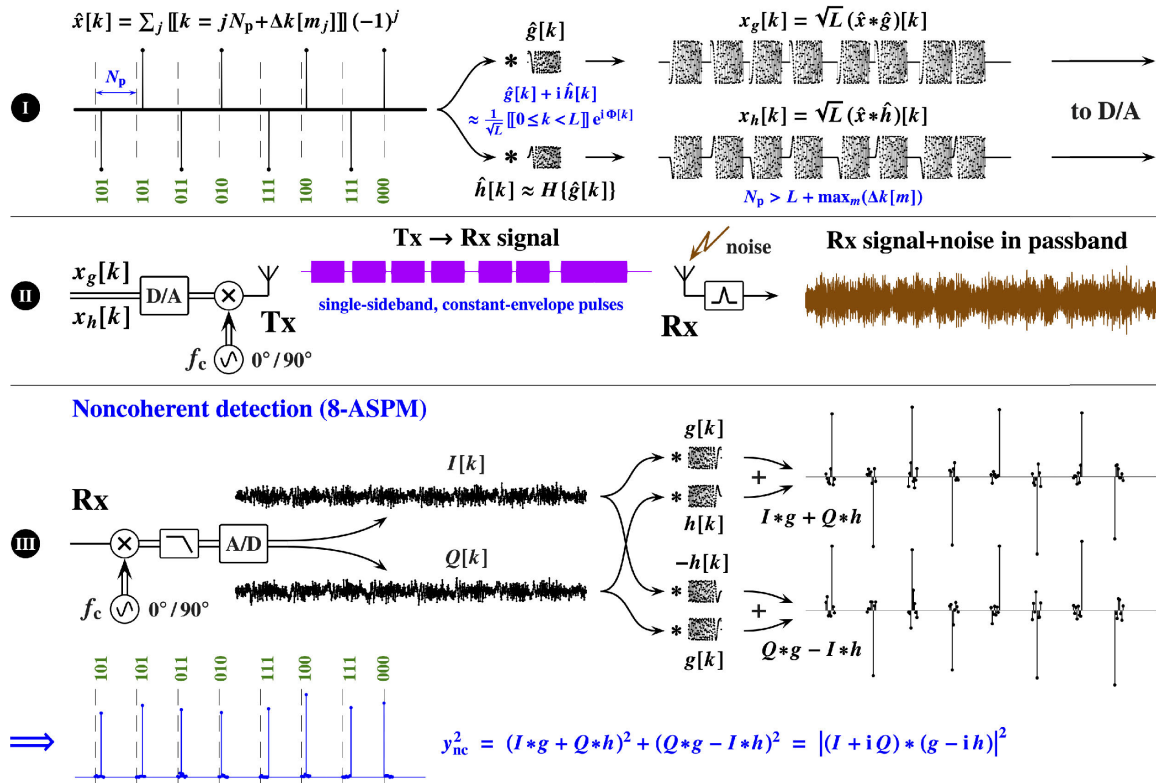 x̂[k] = ∑_j ⟦k = jN_p + Δk[m_j]⟧ (−1)^j
N_p
101 101 011 010 111 100 111 000
I
* ĝ[k]
ĝ[k] + i ĥ[k]
≈ 1/√L ⟦0 ≤ k < L⟧ e^{i Φ[k]}
*
ĥ[k] ≈ H{ĝ[k]}
x_g[k] = √L (x̂*ĝ)[k]
x_h[k] = √L (x̂*ĥ)[k]
N_p > L + max_m(Δk[m])
to D/A
II
x_g[k]
x_h[k]
D/A
×
Tx
f_c 0°/90°
Tx → Rx signal
single-sideband, constant-envelope pulses
noise
Rx
Rx signal+noise in passband
Noncoherent detection (8-ASPM)
III
Rx
×
A/D
f_c 0°/90°
I[k]
Q[k]
g[k]
*
*
h[k]
−h[k]
*
*
g[k]
+
I*g + Q*h
+
Q*g − I*h
101 101 011 010 111 100 111 000
⟹
y²_nc = (I*g + Q*h)² + (Q*g − I*h)² = |(I + i Q) * (g − i h)|²